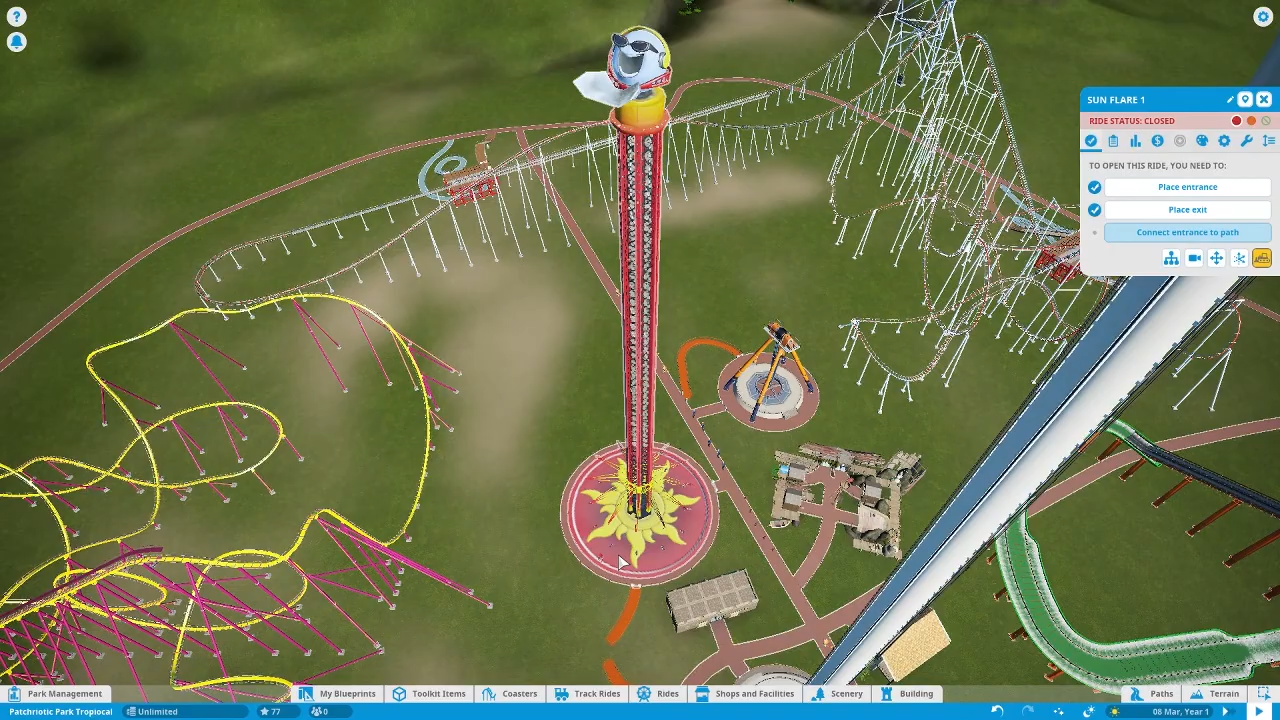 SUN FLARE 1
RIDE STATUS: CLOSED
TO OPEN THIS RIDE, YOU NEED TO:
Place entrance
Place exit
Connect entrance to path
Park Management
My Blueprints
Toolkit Items
Coasters
Track Rides
Rides
Shops and Facilities
Scenery
Building
Paths
Terrain
Patchriotic Park Tropical
Unlimited
77
0
08 Mar, Year 1